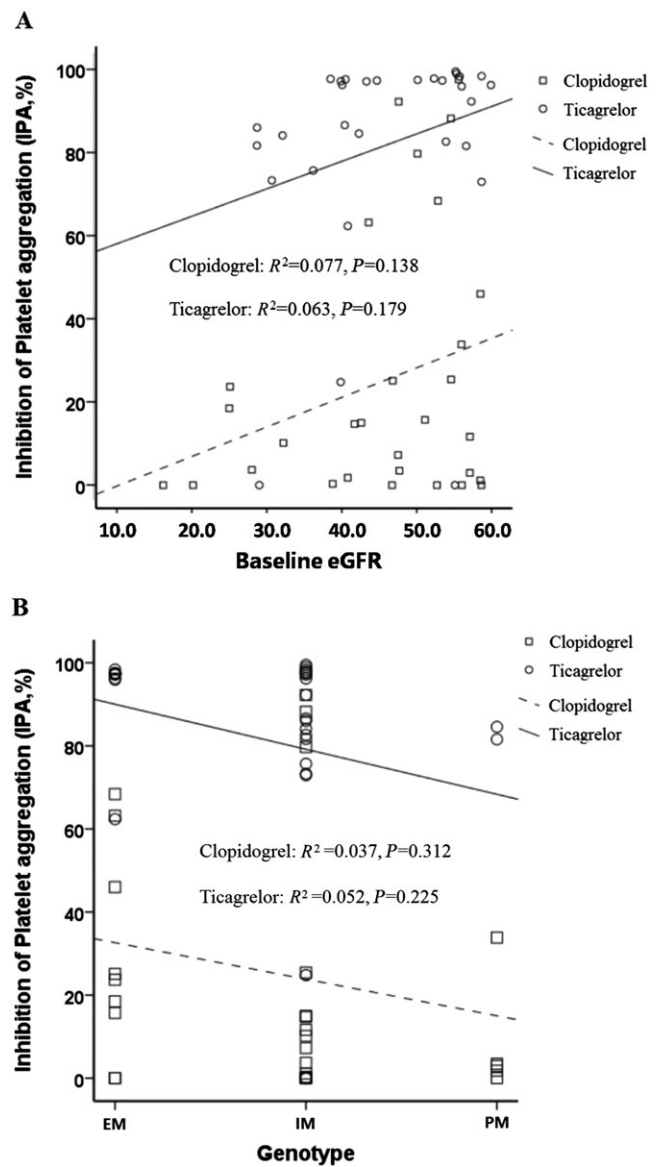 A
Inhibition of Platelet aggregation (IPA,%)
100
80
60
40
20
0
Clopidogrel
Ticagrelor
Clopidogrel
Ticagrelor
Clopidogrel: R²=0.077, P=0.138
Ticagrelor: R²=0.063, P=0.179
10.0 20.0 30.0 40.0 50.0 60.0
Baseline eGFR
B
Inhibition of Platelet aggregation (IPA,%)
100
80
60
40
20
0
Clopidogrel
Ticagrelor
Clopidogrel
Ticagrelor
Clopidogrel: R² =0.037, P=0.312
Ticagrelor: R² =0.052, P=0.225
EM IM PM
Genotype